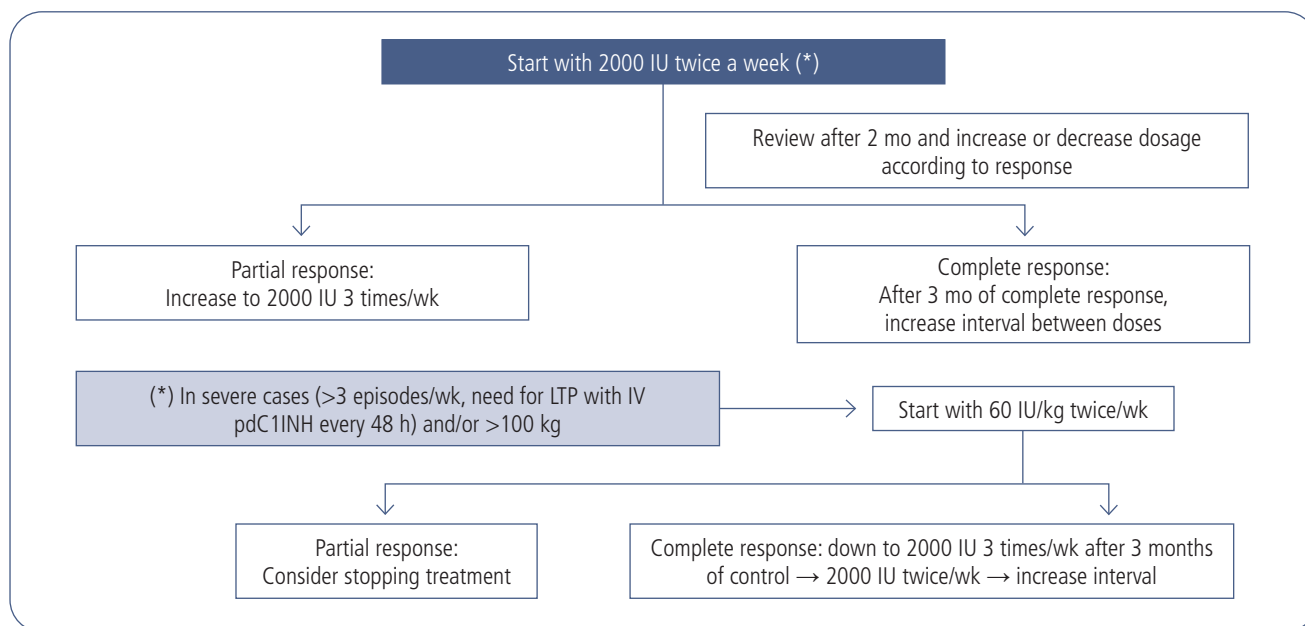 Start with 2000 IU twice a week (*)
Review after 2 mo and increase or decrease dosage
according to response
Partial response:
Increase to 2000 IU 3 times/wk
Complete response:
After 3 mo of complete response,
increase interval between doses
(*) In severe cases (>3 episodes/wk, need for LTP with IV
pdC1INH every 48 h) and/or >100 kg
Start with 60 IU/kg twice/wk
Partial response:
Consider stopping treatment
Complete response: down to 2000 IU 3 times/wk after 3 months
of control → 2000 IU twice/wk → increase interval